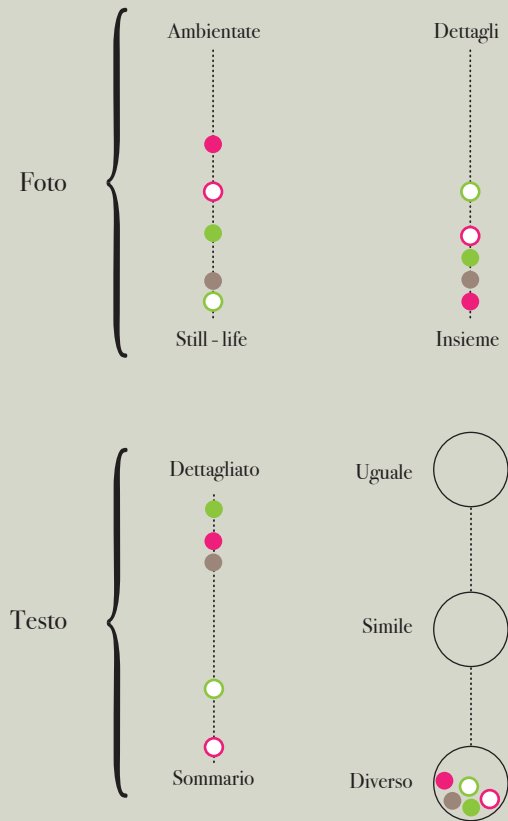 Ambientate
Dettagli
Foto
Still - life
Insieme
Dettagliato
Uguale
Testo
Simile
Sommario
Diverso